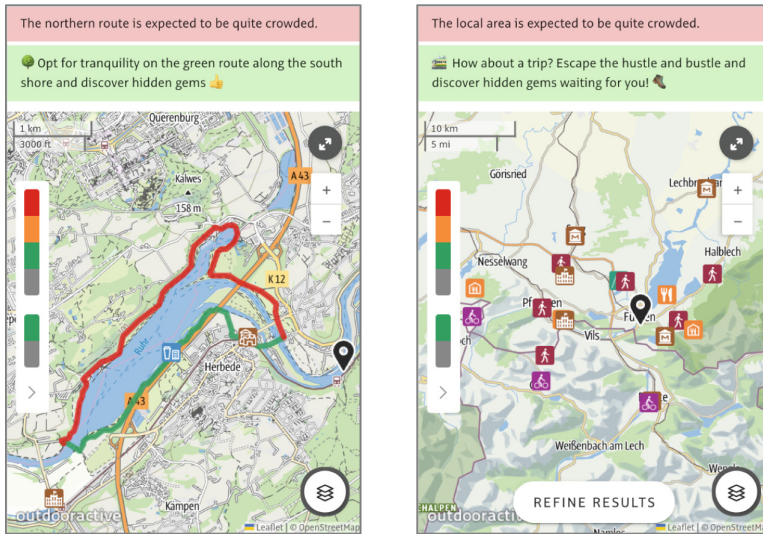 The northern route is expected to be quite crowded.
Opt for tranquility on the green route along the south
shore and discover hidden gems
1 km
3000 ft
Querenburg
Kalwes
158 m
A 43
+
−
K 12
Ruhr
Herbede
Kämpen
outdooractive
Leaflet | © OpenStreetMap
The local area is expected to be quite crowded.
How about a trip? Escape the hustle and bustle and
discover hidden gems waiting for you!
10 km
5 mi
Görisried
Nesselwang
Halblech
+
−
Vils
Weißenbach am Lech
REFINE RESULTS
Leaflet | © OpenStreetMap